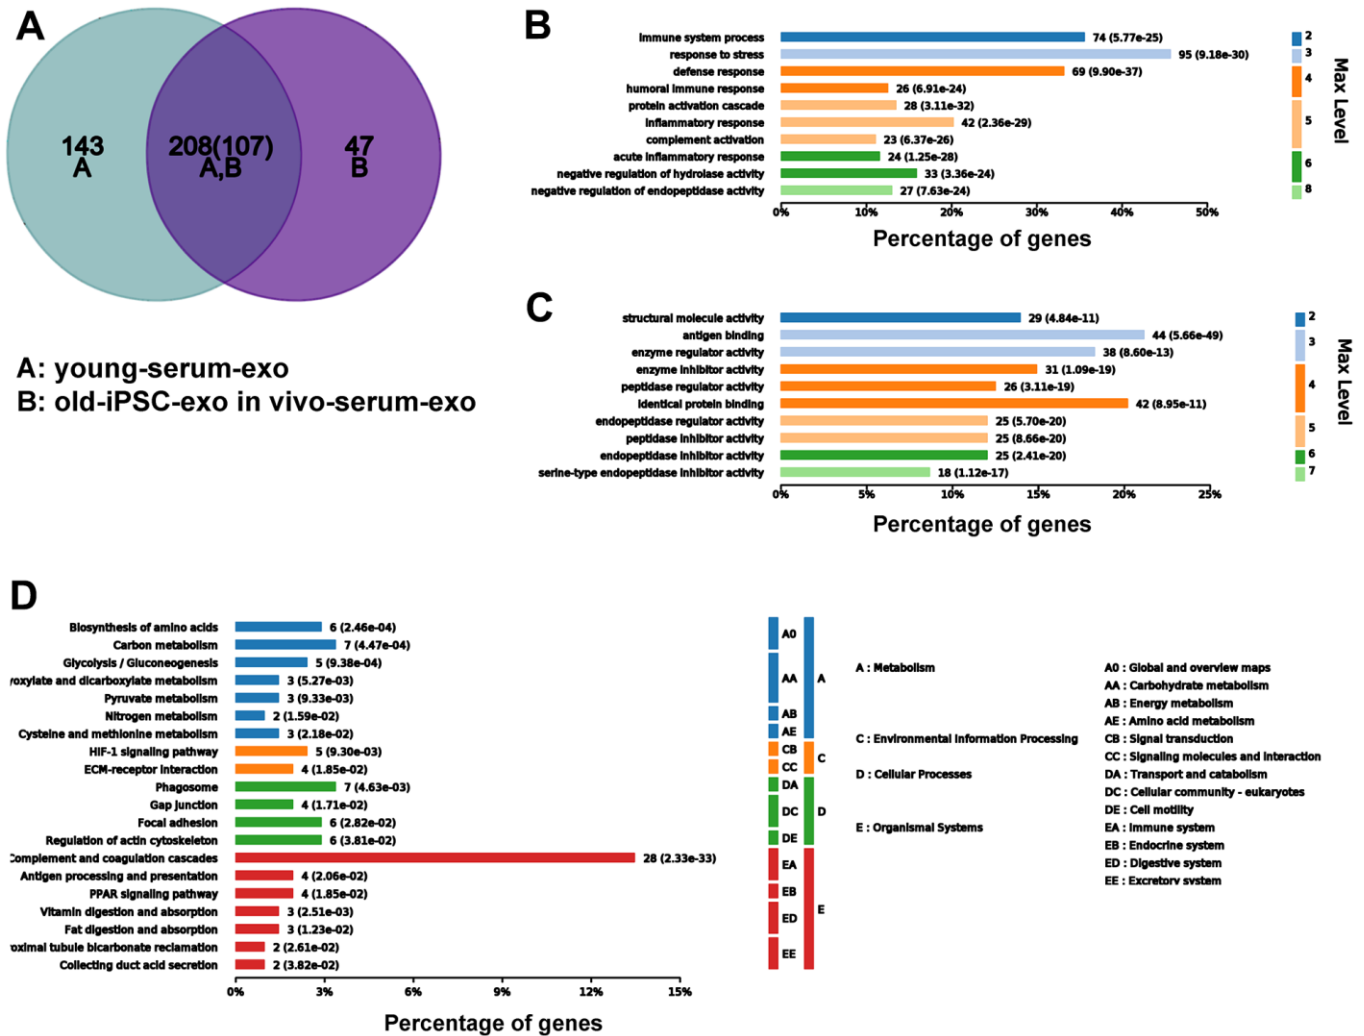 A
143
A
208(107)
A,B
47
B
A: young-serum-exo
B: old-iPSC-exo in vivo-serum-exo
B
immune system process 74 (5.77e-25)
response to stress 95 (9.18e-30)
defense response 69 (9.90e-37)
humoral immune response 26 (6.91e-24)
protein activation cascade 28 (3.11e-32)
inflammatory response 42 (2.36e-29)
complement activation 23 (6.37e-26)
acute inflammatory response 24 (1.25e-28)
negative regulation of hydrolase activity 33 (3.36e-24)
negative regulation of endopeptidase activity 27 (7.63e-24)
0% 10% 20% 30% 40% 50%
Percentage of genes
2
3
4
5
6
8
Max Level
C
structural molecule activity 29 (4.84e-11)
antigen binding 44 (5.66e-49)
enzyme regulator activity 38 (8.60e-13)
enzyme inhibitor activity 31 (1.09e-19)
peptidase regulator activity 26 (3.11e-19)
identical protein binding 42 (8.95e-11)
endopeptidase regulator activity 25 (5.70e-20)
peptidase inhibitor activity 25 (8.66e-20)
endopeptidase inhibitor activity 25 (2.41e-20)
serine-type endopeptidase inhibitor activity 18 (1.12e-17)
0% 5% 10% 15% 20% 25%
Percentage of genes
2
3
4
5
6
7
Max Level
D
Biosynthesis of amino acids 6 (2.46e-04)
Carbon metabolism 7 (4.47e-04)
Glycolysis / Gluconeogenesis 5 (9.38e-04)
roxylate and dicarboxylate metabolism 3 (5.27e-03)
Pyruvate metabolism 3 (9.33e-03)
Nitrogen metabolism 2 (1.59e-02)
Cysteine and methionine metabolism 3 (2.18e-02)
HIF-1 signaling pathway 5 (9.30e-03)
ECM-receptor interaction 4 (1.85e-02)
Phagosome 7 (4.63e-03)
Gap junction 4 (1.71e-02)
Focal adhesion 6 (2.82e-02)
Regulation of actin cytoskeleton 6 (3.81e-02)
Complement and coagulation cascades 28 (2.33e-33)
Antigen processing and presentation 4 (2.06e-02)
PPAR signaling pathway 4 (1.85e-02)
Vitamin digestion and absorption 3 (2.51e-03)
Fat digestion and absorption 3 (1.23e-02)
roximal tubule bicarbonate reclamation 2 (2.61e-02)
Collecting duct acid secretion 2 (3.82e-02)
0% 3% 6% 9% 12% 15%
Percentage of genes
A0
AA
AB
AE
CB
CC
DA
DC
DE
EA
EB
ED
EE
A
C
D
E
A : Metabolism
C : Environmental Information Processing
D : Cellular Processes
E : Organismal Systems
A0 : Global and overview maps
AA : Carbohydrate metabolism
AB : Energy metabolism
AE : Amino acid metabolism
CB : Signal transduction
CC : Signaling molecules and interaction
DA : Transport and catabolism
DC : Cellular community - eukaryotes
DE : Cell motility
EA : Immune system
EB : Endocrine system
ED : Digestive system
EE : Excretory system